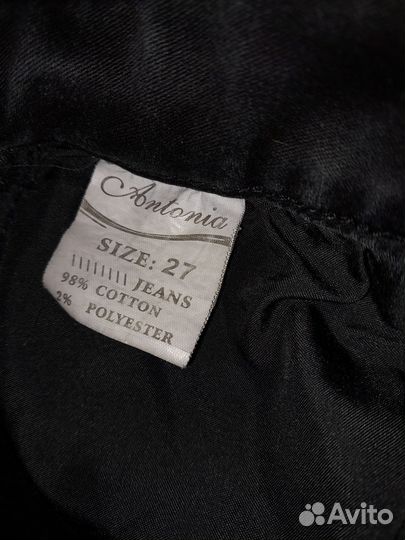 Antonia
SIZE: 27
\\\\\\\\\ JEANS
98% COTTON
2% POLYESTER
Avito